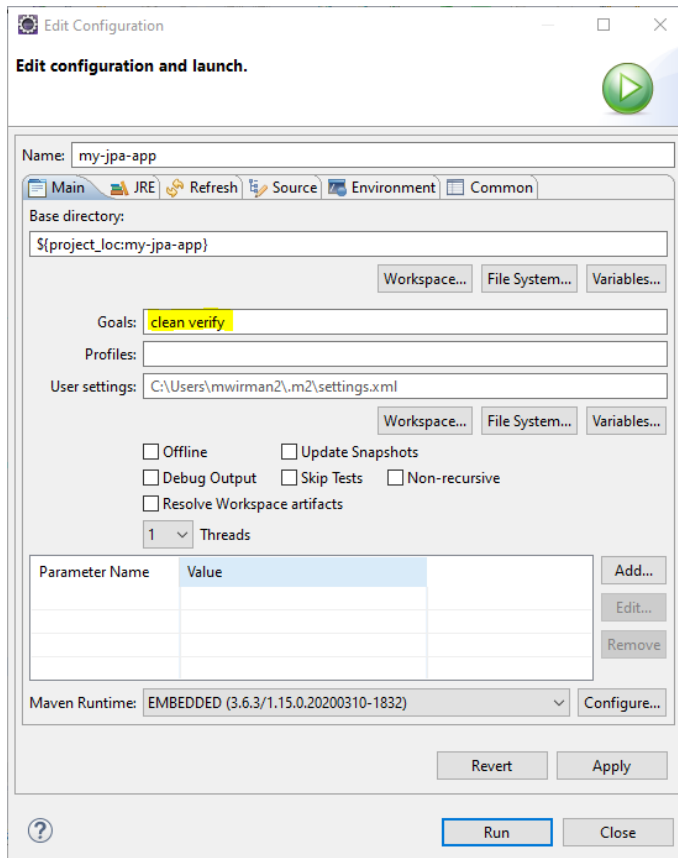 Edit Configuration
Edit configuration and launch.
Name: my-jpa-app
Main JRE Refresh Source Environment Common
Base directory:
${project_loc:my-jpa-app}
Workspace... File System... Variables...
Goals: clean verify
Profiles:
User settings: C:\Users\mwirman2\.m2\settings.xml
Workspace... File System... Variables...
Offline Update Snapshots
Debug Output Skip Tests Non-recursive
Resolve Workspace artifacts
1 Threads
Parameter Name Value Add...
Edit...
Remove
Maven Runtime: EMBEDDED (3.6.3/1.15.0.20200310-1832) Configure...
Revert Apply
? Run Close